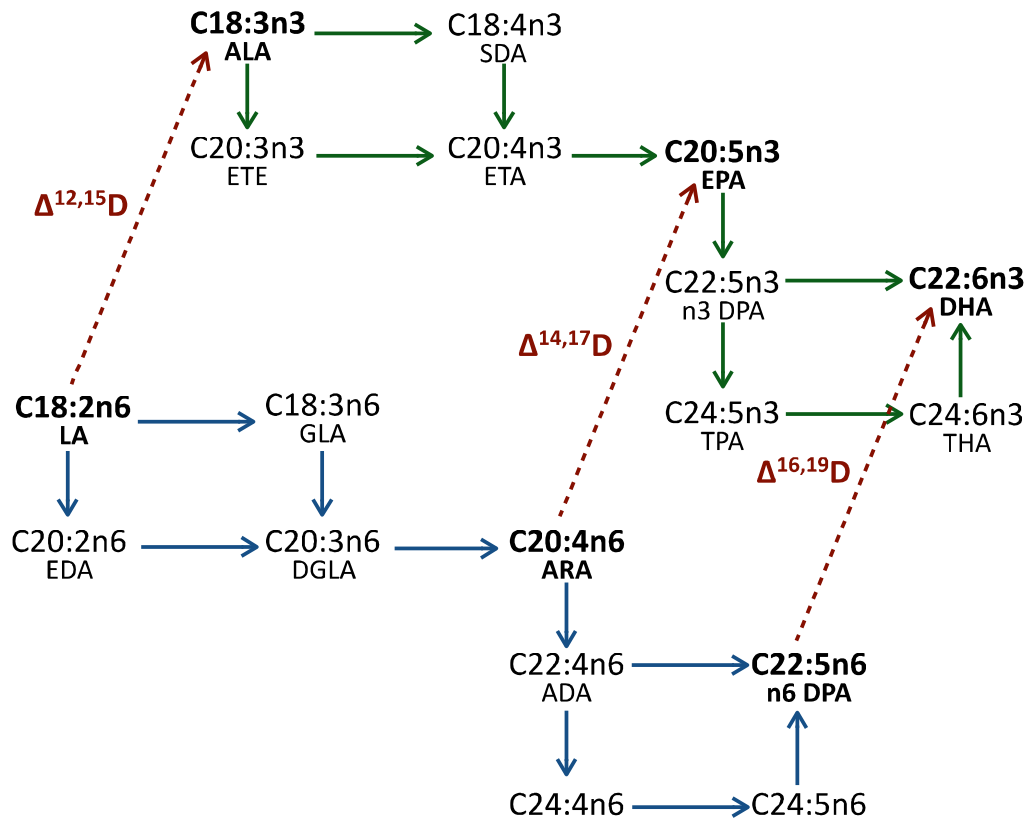 C18:3n3
ALA
C18:4n3
SDA
C20:3n3
ETE
C20:4n3
ETA
C20:5n3
EPA
Δ12,15D
C22:5n3
n3 DPA
C22:6n3
DHA
Δ14,17D
C18:2n6
LA
C18:3n6
GLA
C24:5n3
TPA
C24:6n3
THA
Δ16,19D
C20:2n6
EDA
C20:3n6
DGLA
C20:4n6
ARA
C22:4n6
ADA
C22:5n6
n6 DPA
C24:4n6
C24:5n6